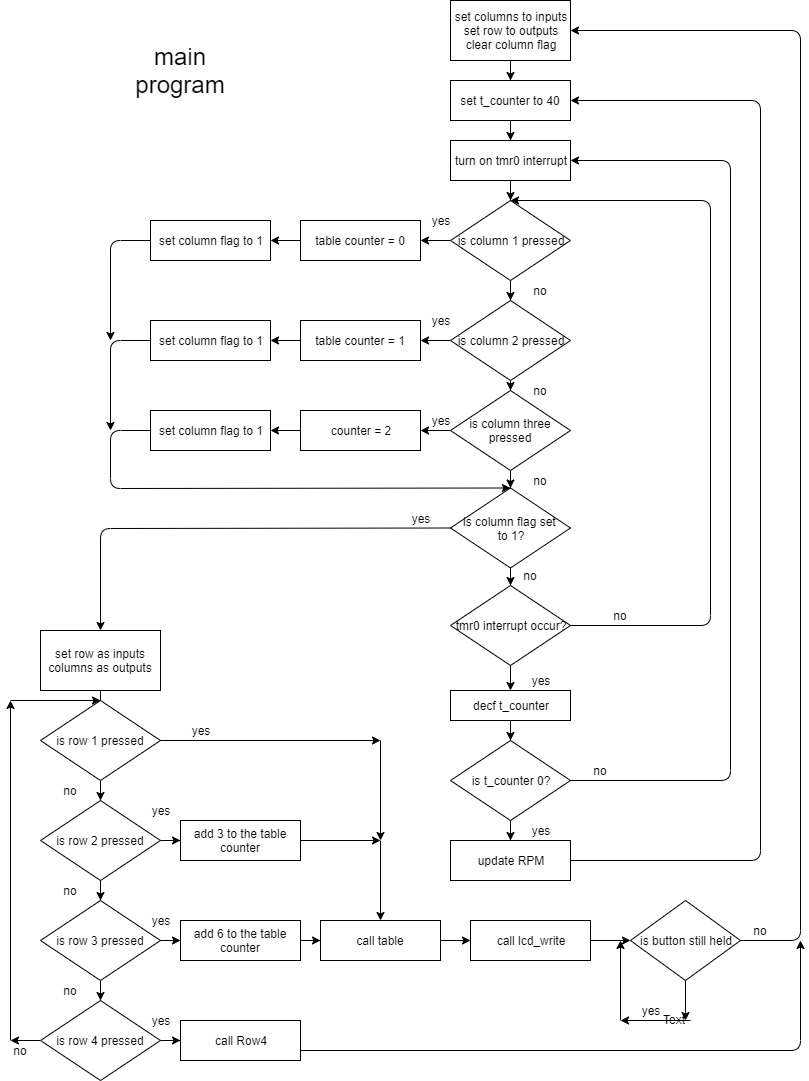 main
program
set columns to inputs
set row to outputs
clear column flag
set t_counter to 40
turn on tmr0 interrupt
is column 1 pressed
yes
table counter = 0
set column flag to 1
no
is column 2 pressed
yes
table counter = 1
set column flag to 1
no
is column three
pressed
yes
counter = 2
set column flag to 1
no
is column flag set
to 1?
yes
no
tmr0 interrupt occur?
no
yes
decf t_counter
is t_counter 0?
no
yes
update RPM
set row as inputs
columns as outputs
is row 1 pressed
yes
no
is row 2 pressed
yes
add 3 to the table
counter
no
is row 3 pressed
yes
add 6 to the table
counter
call table
call lcd_write
is button still held
no
yes
Text
no
is row 4 pressed
yes
call Row4
no